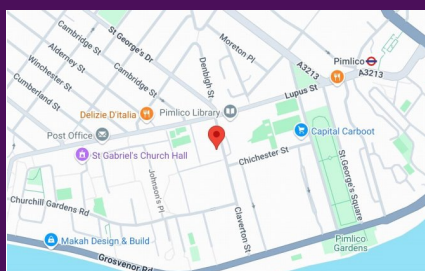 Cambridge St
St George's Dr
Moreton Pl
Alderney St
Winchester St
Cambridge St
Denbigh St
A3213
Pimlico
A3213
Cumberland St
Lupus St
Delizie D'italia
Pimlico Library
Post Office
Capital Carboot
St Gabriel's Church Hall
Chichester St
Johnson's Pl
St George's Square
Churchill Gardens Rd
Claverton St
Makah Design & Build
Pimlico
Gardens
Grosvenor Rd